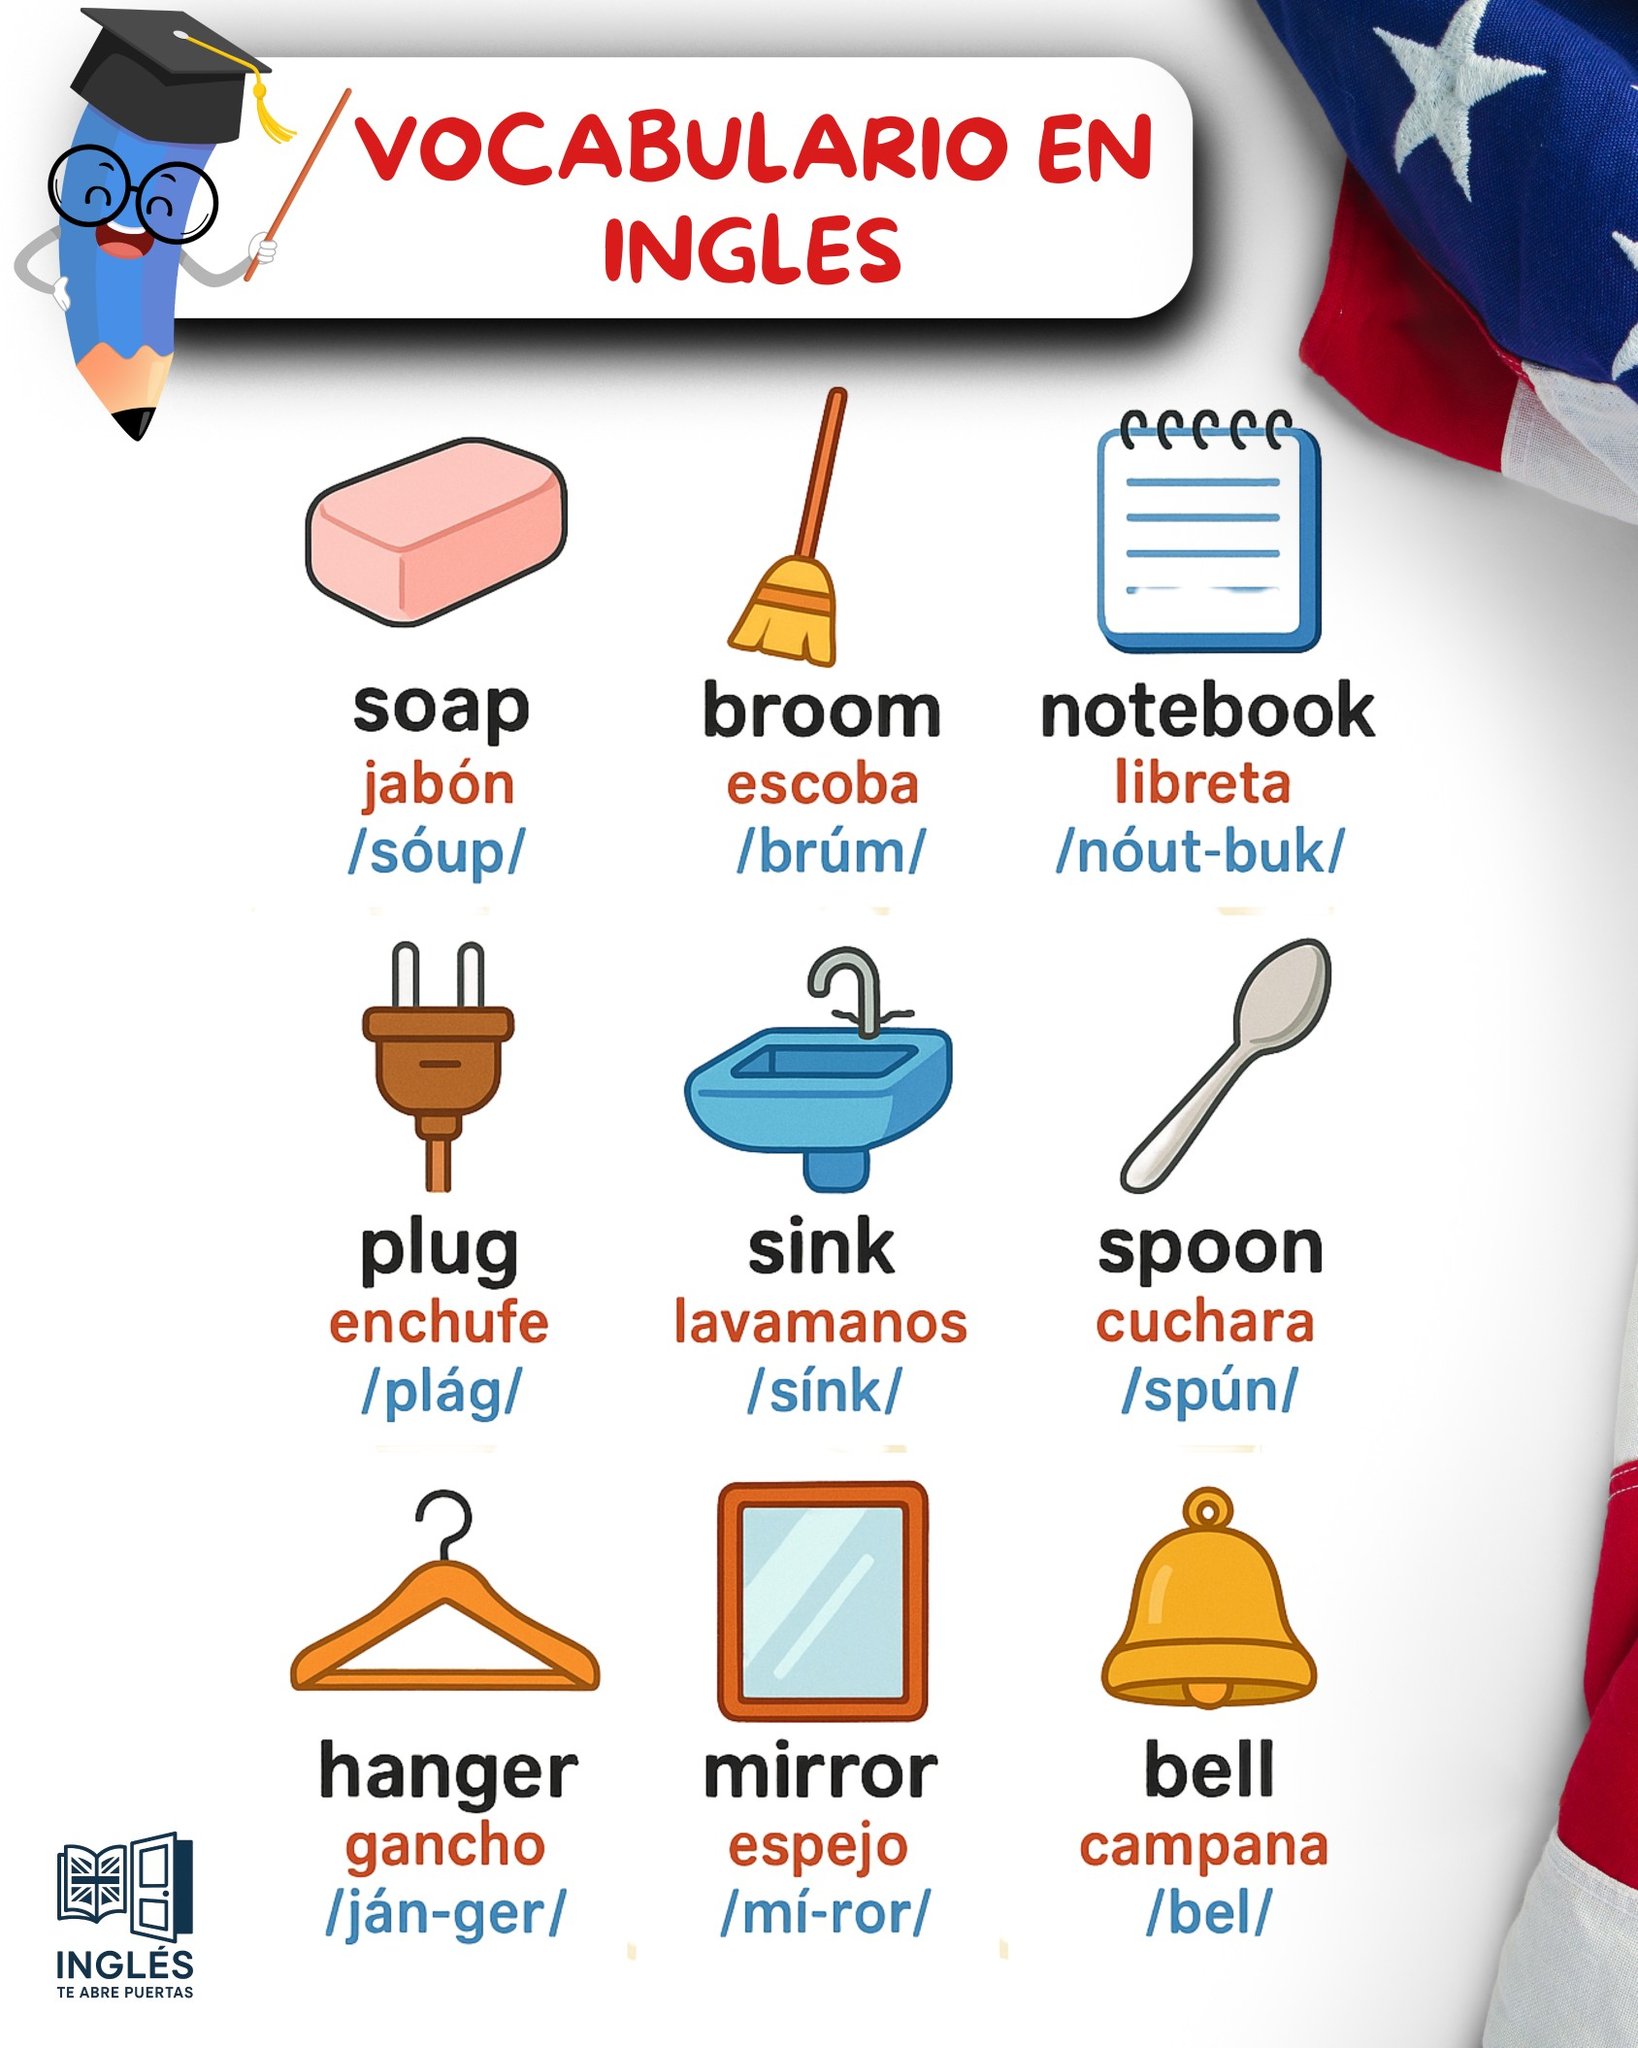 VOCABULARIO EN
INGLES
soap
jabón
/sóup/
broom
escoba
/brúm/
notebook
libreta
/nóut-buk/
plug
enchufe
/plág/
sink
lavamanos
/sínk/
spoon
cuchara
/spún/
hanger
gancho
/ján-ger/
mirror
espejo
/mí-ror/
bell
campana
/bel/
INGLÉS
TE ABRE PUERTAS